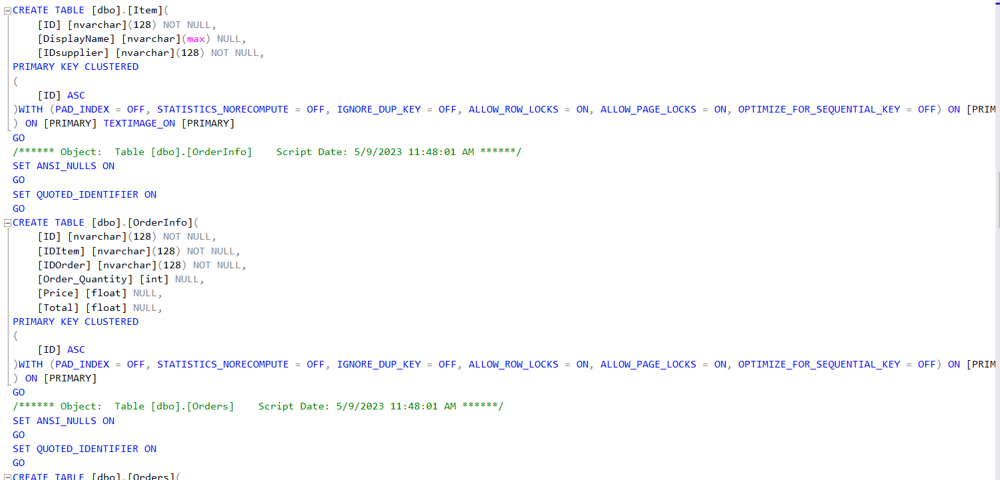 CREATE TABLE [dbo].[Item](
[ID] [nvarchar](128) NOT NULL,
[DisplayName] [nvarchar](max) NULL,
[IDsupplier] [nvarchar](128) NOT NULL,
PRIMARY KEY CLUSTERED
(
[ID] ASC
)WITH (PAD_INDEX = OFF, STATISTICS_NORECOMPUTE = OFF, IGNORE_DUP_KEY = OFF, ALLOW_ROW_LOCKS = ON, ALLOW_PAGE_LOCKS = ON, OPTIMIZE_FOR_SEQUENTIAL_KEY = OFF) ON [PRIM
) ON [PRIMARY] TEXTIMAGE_ON [PRIMARY]
GO
/****** Object:  Table [dbo].[OrderInfo]    Script Date: 5/9/2023 11:48:01 AM ******/
SET ANSI_NULLS ON
GO
SET QUOTED_IDENTIFIER ON
GO
CREATE TABLE [dbo].[OrderInfo](
[ID] [nvarchar](128) NOT NULL,
[IDItem] [nvarchar](128) NOT NULL,
[IDOrder] [nvarchar](128) NOT NULL,
[Order_Quantity] [int] NULL,
[Price] [float] NULL,
[Total] [float] NULL,
PRIMARY KEY CLUSTERED
(
[ID] ASC
)WITH (PAD_INDEX = OFF, STATISTICS_NORECOMPUTE = OFF, IGNORE_DUP_KEY = OFF, ALLOW_ROW_LOCKS = ON, ALLOW_PAGE_LOCKS = ON, OPTIMIZE_FOR_SEQUENTIAL_KEY = OFF) ON [PRIM
) ON [PRIMARY]
GO
/****** Object:  Table [dbo].[Orders]    Script Date: 5/9/2023 11:48:01 AM ******/
SET ANSI_NULLS ON
GO
SET QUOTED_IDENTIFIER ON
GO
CREATE TABLE [dbo].[Orders](